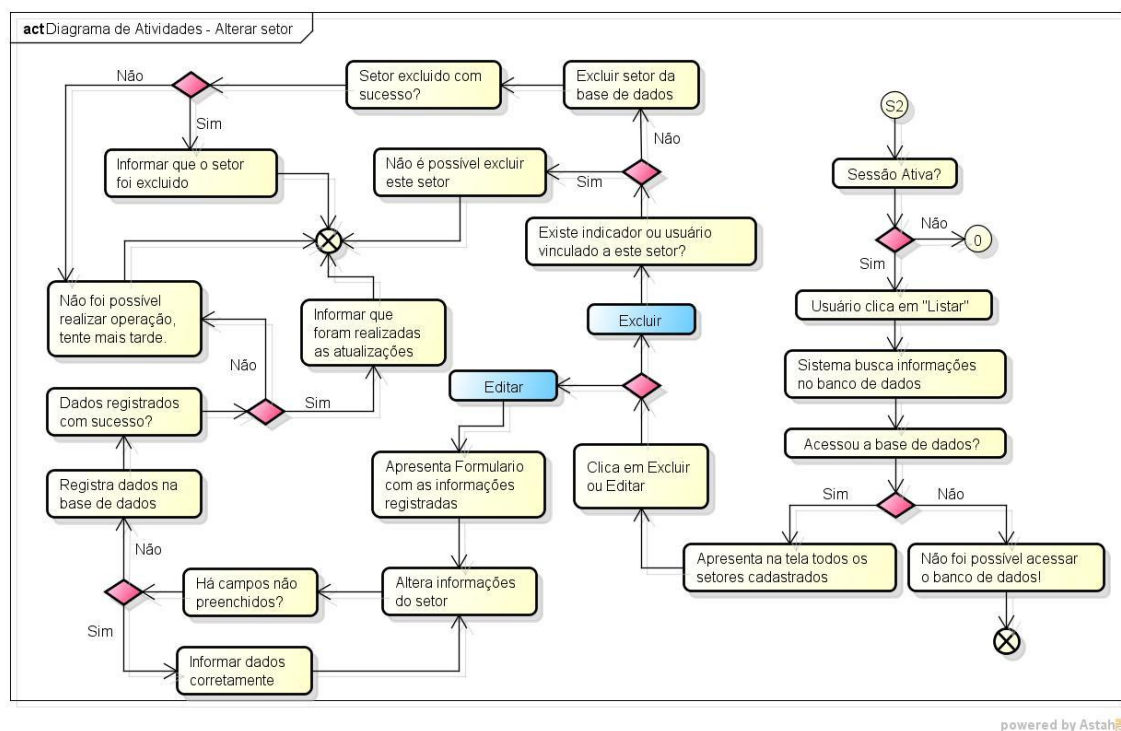 act Diagrama de Atividades - Alterar setor
Não
Setor excluido com
sucesso?
Excluir setor da
base de dados
Sim
Não
S2
Informar que o setor
foi excluido
Não é possível excluir
este setor
Sim
Sessão Ativa?
Existe indicador ou usuário
vinculado a este setor?
Não
0
Sim
Não foi possível
realizar operação,
tente mais tarde.
Informar que
foram realizadas
as atualizações
Excluir
Usuário clica em "Listar"
Não
Sim
Editar
Sistema busca informações
no banco de dados
Dados registrados
com sucesso?
Acessou a base de dados?
Registra dados na
base de dados
Apresenta Formulario
com as informações
registradas
Clica em Excluir
ou Editar
Sim
Não
Não
Há campos não
preenchidos?
Altera informações
do setor
Apresenta na tela todos os
setores cadastrados
Não foi possível acessar
o banco de dados!
Sim
Informar dados
corretamente
powered by Astah